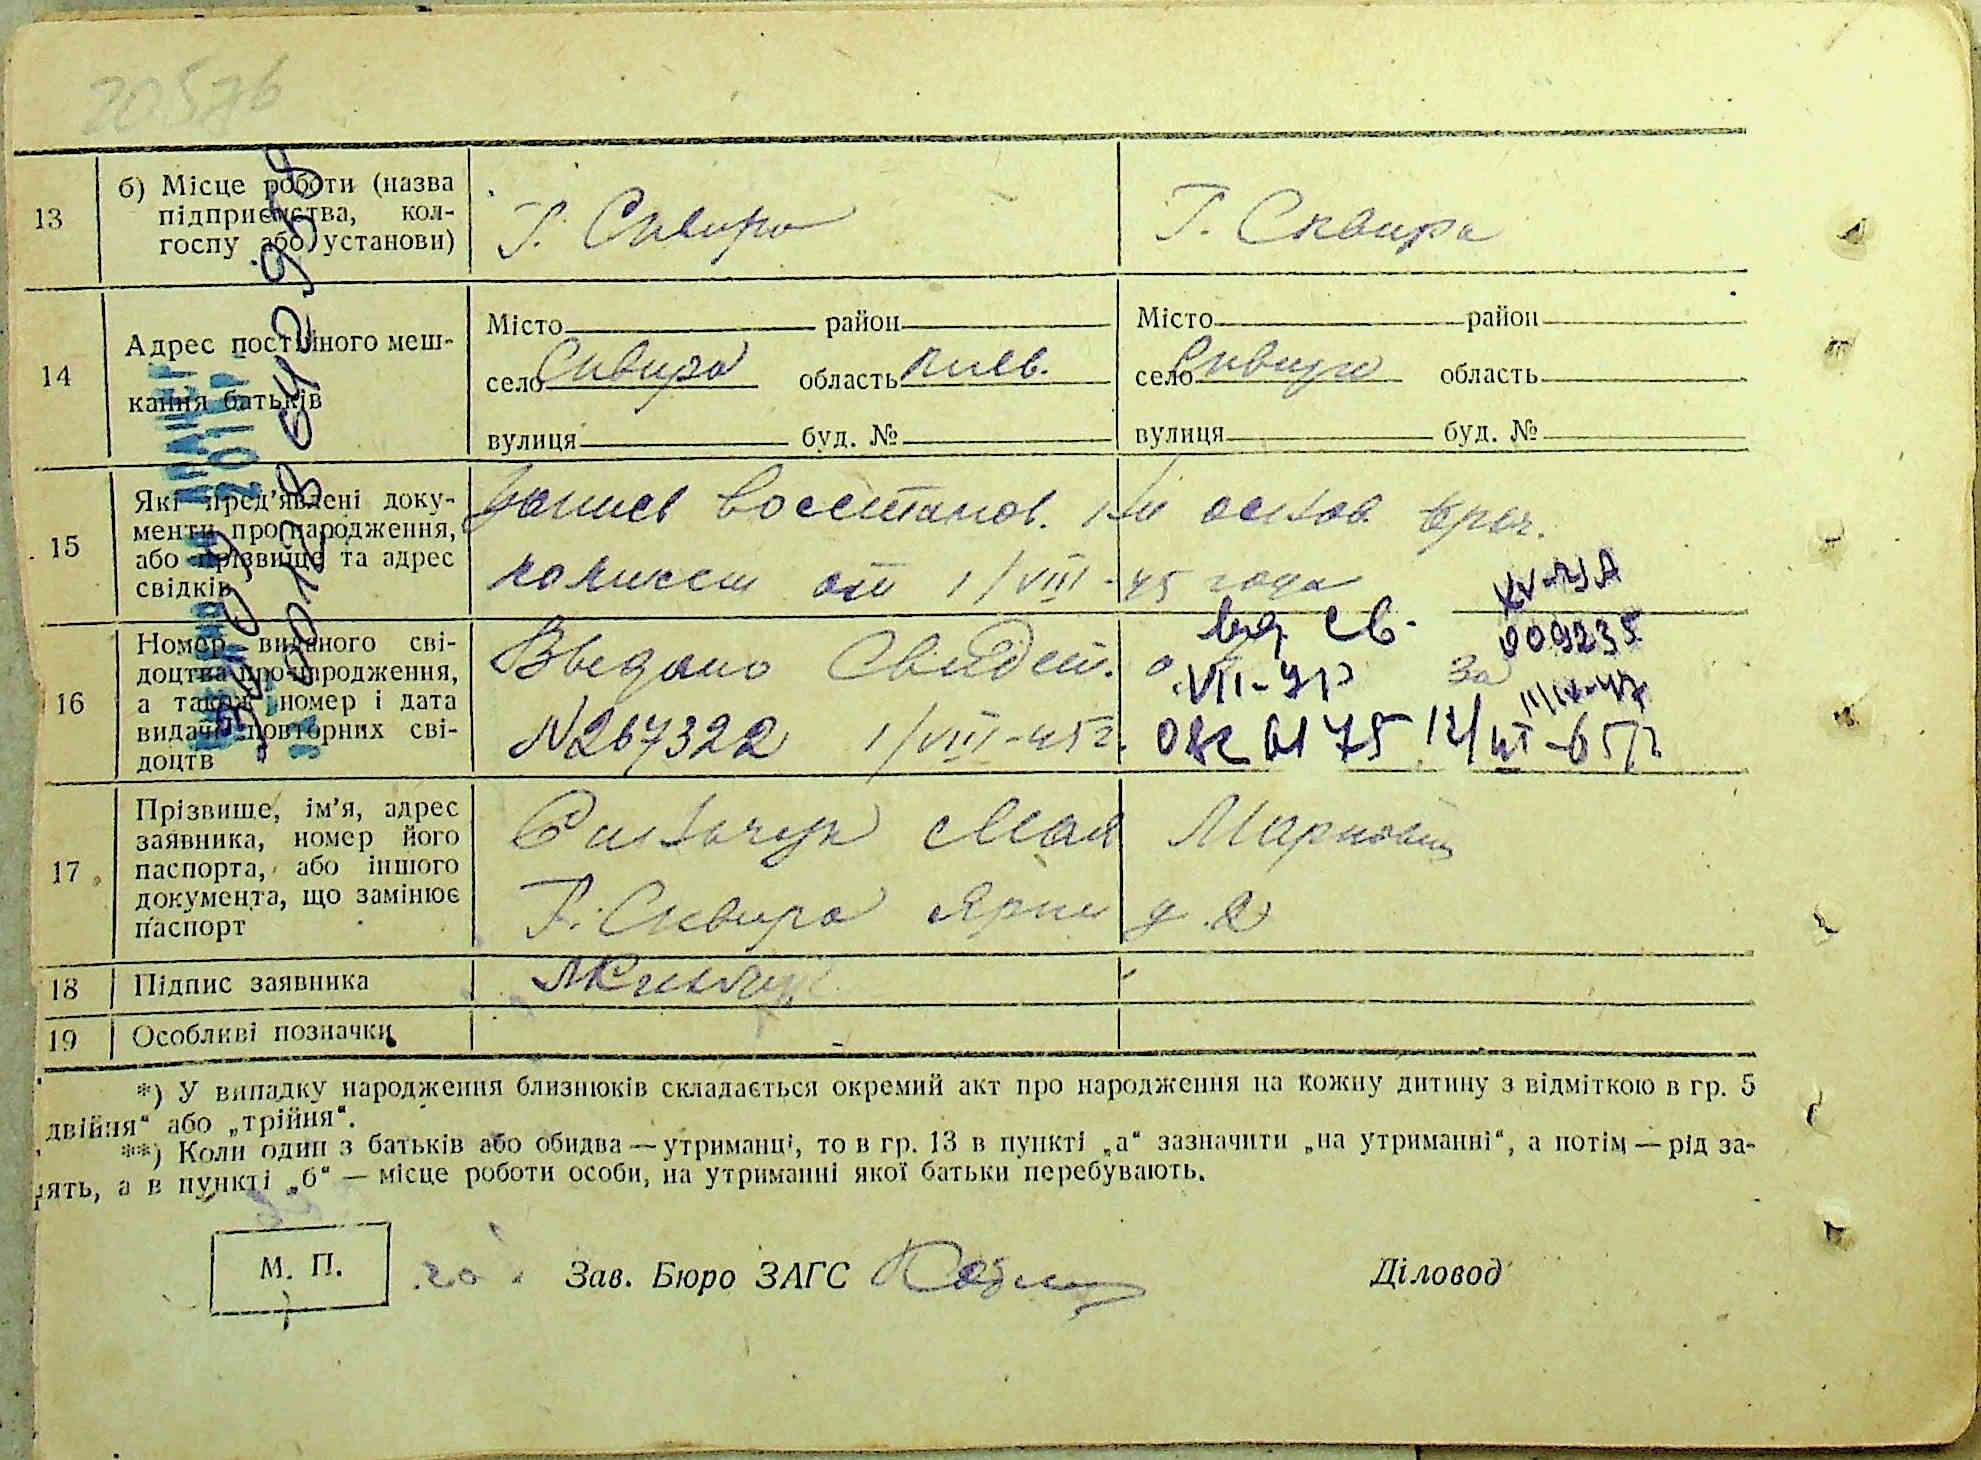 20576
13
б) Місце роботи (назва
підприємства, кол-
госпу або установи)
Г. Сквира
Г. Сквира
14
Адрес постійного меш-
кання батьків
Місто район
село Сквира область Киев.
вулиця буд. №
Місто район
село Сквира область
вулиця буд. №
15
Які пред'явлені доку-
менти про народження,
або прізвище та адрес
свідків
Запись восстанов. на основ. врач.
комисси от 1/VIII-45 года
16
Номер виданого сві-
доцтва про народження,
а також номер і дата
видачі повторних сві-
доцтв
Выдано Свидет. о
N267322 1/VIII-45г.
009235
за
17
Прізвище, ім'я, адрес
заявника, номер його
паспорта, або іншого
документа, що замінює
паспорт
Мая
Г. Сквира д. 2
18
Підпис заявника
19
Особливі позначки
*) У випадку народження близнюків складається окремий акт про народження на кожну дитину з відміткою в гр. 5
двійня“ або „трійня“.
**) Коли один з батьків або обидва — утриманці, то в гр. 13 в пункті „а“ зазначити „на утриманні“, а потім — рід за-
нять, а в пункті „б“ — місце роботи особи, на утриманні якої батьки перебувають.
М. П.
Зав. Бюро ЗАГС
Діловод